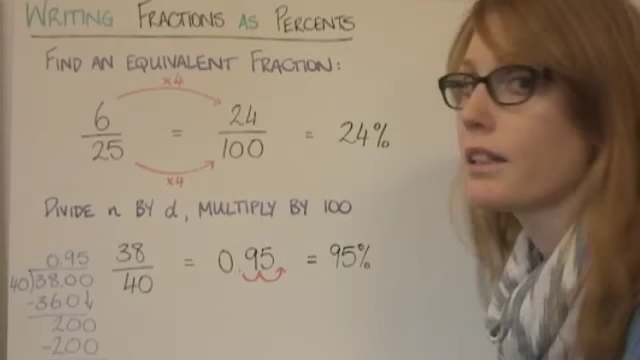 WRITING FRACTIONS AS PERCENTS
FIND AN EQUIVALENT FRACTION:
×4
6/25 = 24/100 = 24%
×4
DIVIDE n BY d, MULTIPLY BY 100
38/40 = 0.95 = 95%
0.95
40)38.00
-360↓
200
-200